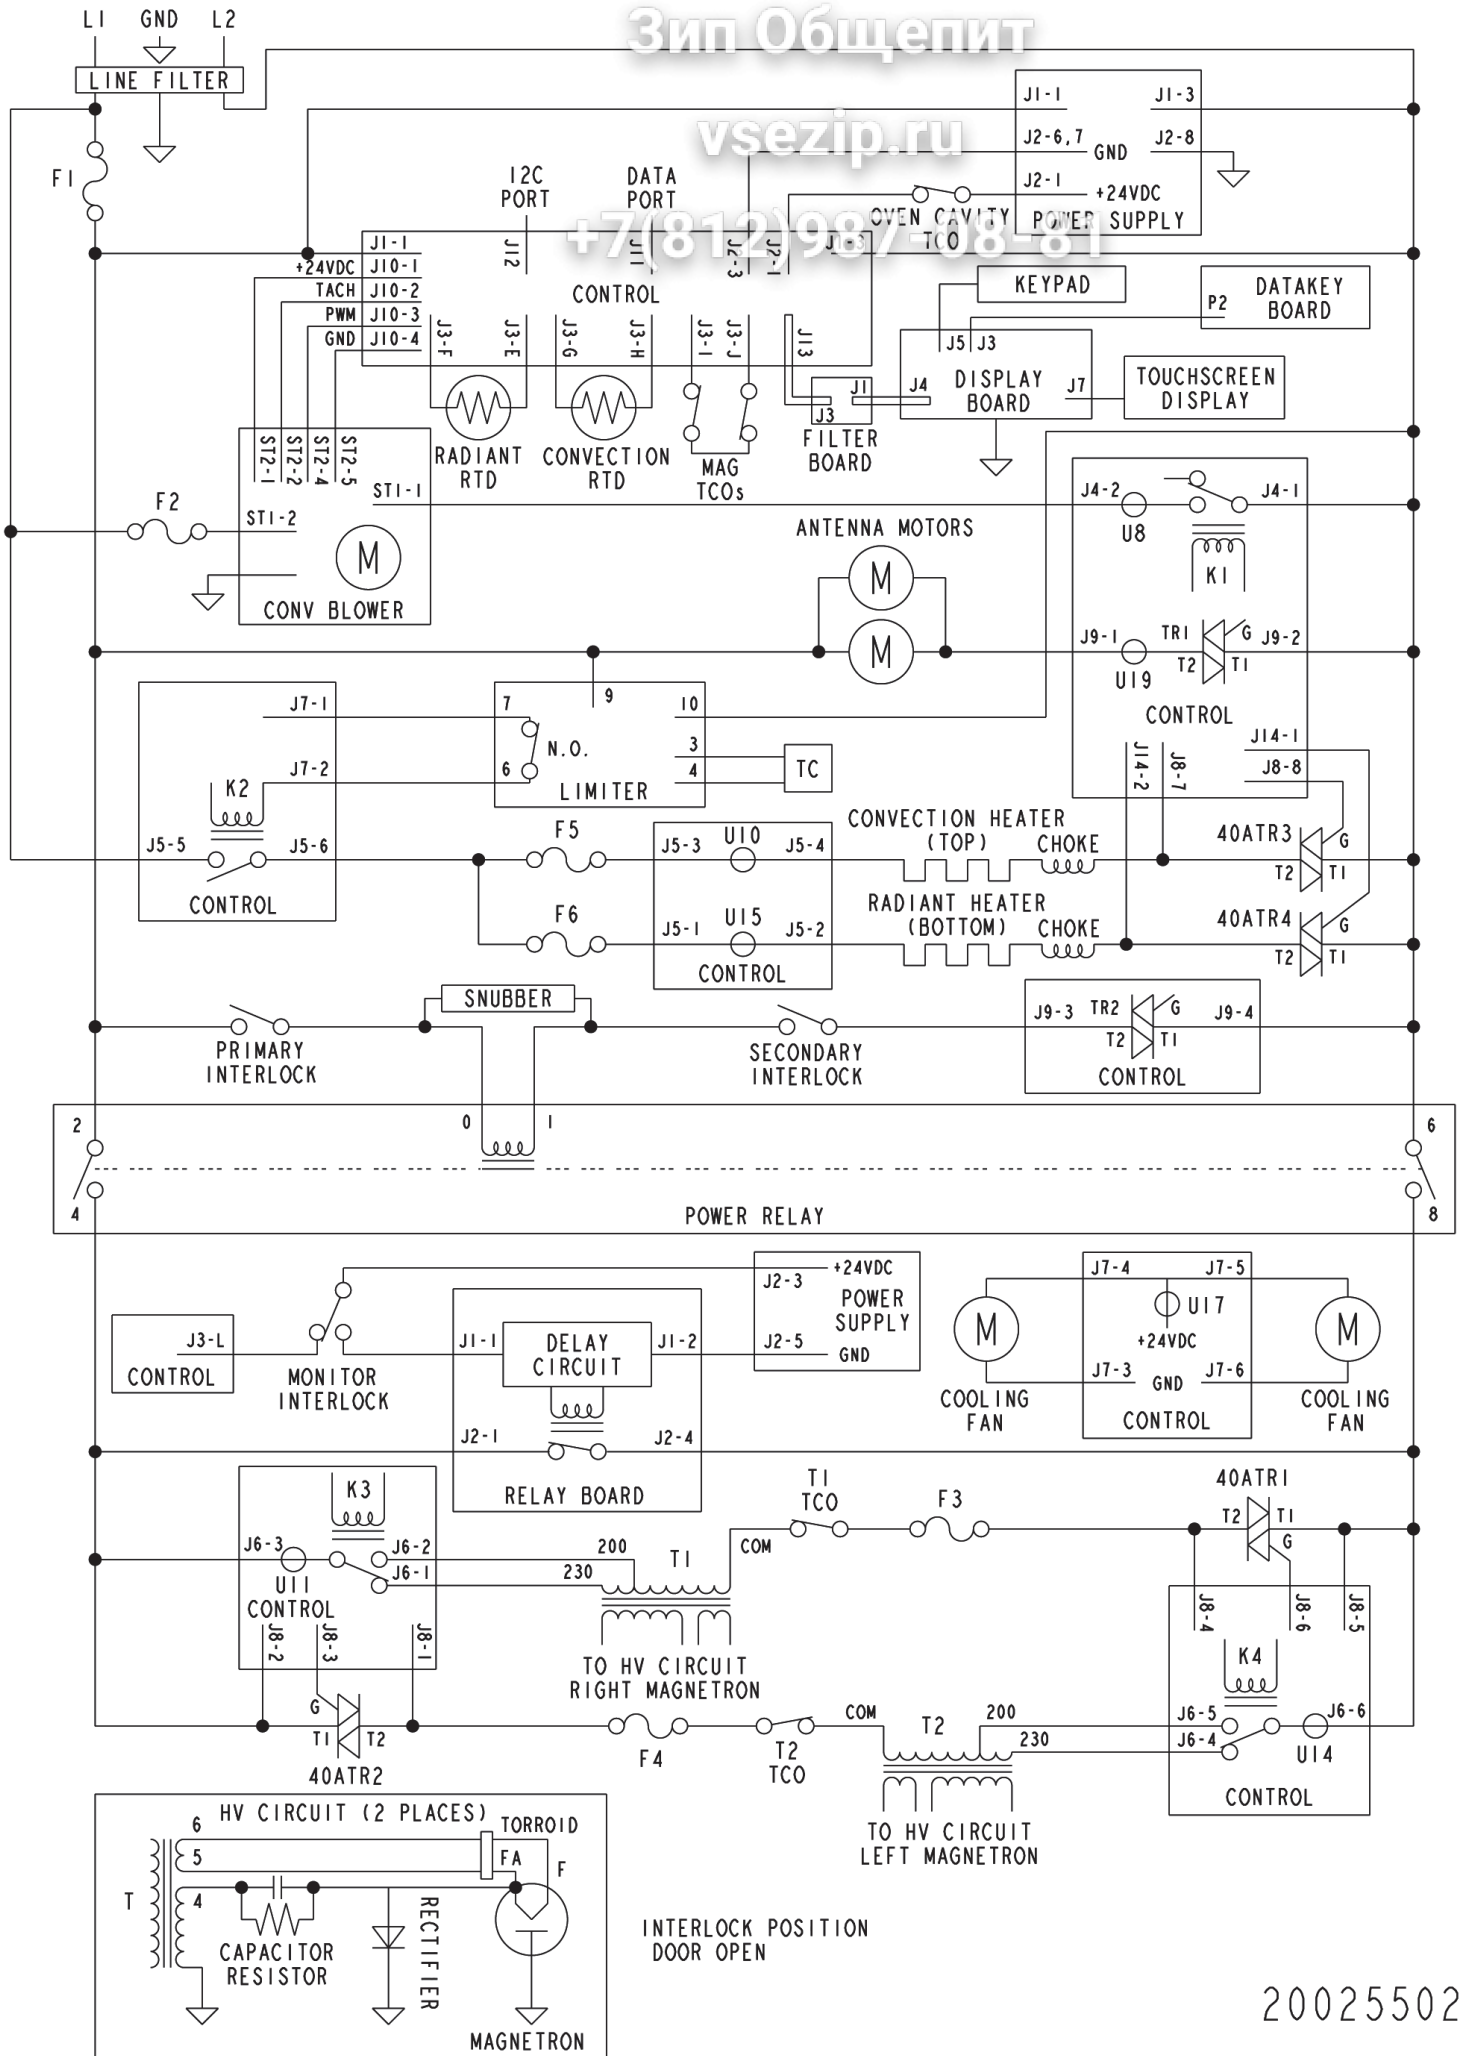 L1 GND L2
Зип Общепит
LINE FILTER
J1-1 J1-3
vsezip.ru
J2-6,7 GND J2-8
F1
I2C PORT
DATA PORT
J2-1 +24VDC
OVEN CAVITY TCO
POWER SUPPLY
+7(812)987-08-81
J1-1 J12 J11 J2-3 J2-1 J1-3
+24VDC J10-1
TACH J10-2
CONTROL
PWM J10-3
GND J10-4
KEYPAD
P2
DATAKEY BOARD
J3-F J3-E J3-G J3-H J3-I J3-J J13
J5 J3
DISPLAY BOARD
J4 J7
TOUCHSCREEN DISPLAY
J1
J3
FILTER BOARD
RADIANT RTD
CONVECTION RTD
MAG TCOs
ST2-1 ST2-2 ST2-4 ST2-5
ST1-1
F2
ST1-2
M
CONV BLOWER
ANTENNA MOTORS
M
M
J4-2 J4-1
U8
K1
J9-1 TR1 G J9-2
T2 T1
U19
CONTROL
J14-1
J14-2 J8-7 J8-8
J7-1 7 9 10
N.O. 3
J7-2 6 4 TC
K2
LIMITER
J5-5 J5-6
CONTROL
F5
J5-3 U10 J5-4
CONVECTION HEATER (TOP)
CHOKE
40ATR3 G
T2 T1
F6
J5-1 U15 J5-2
CONTROL
RADIANT HEATER (BOTTOM)
CHOKE
40ATR4 G
T2 T1
SNUBBER
PRIMARY INTERLOCK
SECONDARY INTERLOCK
J9-3 TR2 G J9-4
T2 T1
CONTROL
2 0 1 6
4 POWER RELAY 8
J2-3 +24VDC
POWER SUPPLY
J2-5 GND
J3-L
CONTROL
MONITOR INTERLOCK
J1-1 DELAY CIRCUIT J1-2
J2-1 J2-4
RELAY BOARD
J7-4 J7-5
M U17 M
+24VDC
J7-3 GND J7-6
COOLING FAN
CONTROL
COOLING FAN
K3
J6-3 J6-2
J6-1
U11
CONTROL
J8-2 J8-3 J8-1
200
230
T1
COM
T1 TCO
F3
40ATR1
T2 T1
G
J8-4 J8-6 J8-5
TO HV CIRCUIT
RIGHT MAGNETRON
K4
J6-5 J6-6
J6-4
U14
CONTROL
G
T1 T2
40ATR2
F4
T2 TCO
COM
T2
200
230
TO HV CIRCUIT
LEFT MAGNETRON
HV CIRCUIT (2 PLACES)
6 TORROID
5 FA F
T 4
CAPACITOR
RESISTOR
RECTIFIER
MAGNETRON
INTERLOCK POSITION
DOOR OPEN
20025502